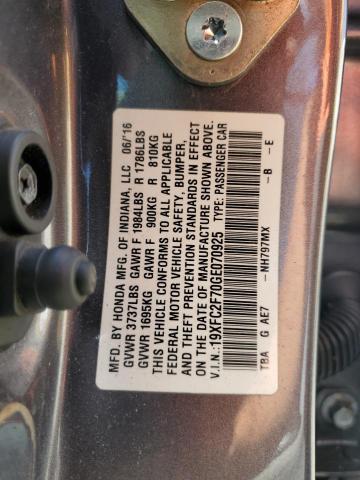 MFD. BY HONDA MFG. OF INDIANA, LLC 06/16
GVWR 3737LBS GAWR F 1984LBS R 1786LBS
GVWR 1695KG GAWR F 900KG R 810KG
THIS VEHICLE CONFORMS TO ALL APPLICABLE
FEDERAL MOTOR VEHICLE SAFETY, BUMPER,
AND THEFT PREVENTION STANDARDS IN EFFECT
ON THE DATE OF MANUFACTURE SHOWN ABOVE.
V.I.N.: 19XFC2F70GE070925 TYPE: PASSENGER CAR
TBA G AE7 -NH797MX -B -E